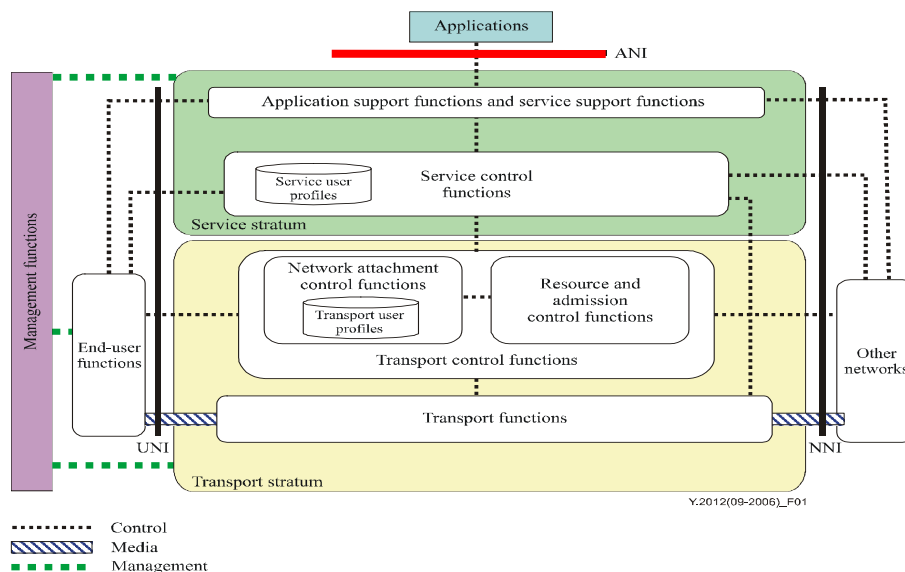 Applications
ANI
Application support functions and service support functions
Service user
profiles
Service control
functions
Service stratum
Management functions
Network attachment
control functions
Transport user
profiles
Resource and
admission
control functions
Transport control functions
End-user
functions
Other
networks
Transport functions
UNI
NNI
Transport stratum
Y.2012(09-2006)_F01
Control
Media
Management